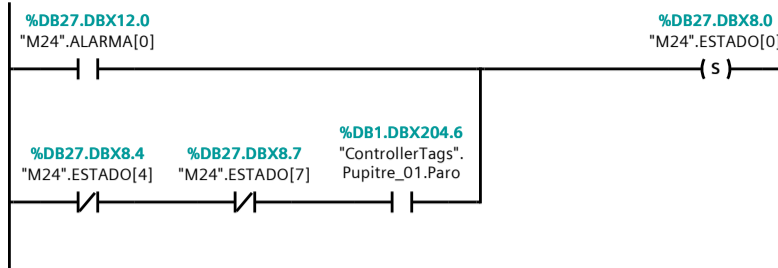 %DB27.DBX12.0
"M24".ALARMA[0]
%DB27.DBX8.0
"M24".ESTADO[0]
S
%DB27.DBX8.4
"M24".ESTADO[4]
%DB27.DBX8.7
"M24".ESTADO[7]
%DB1.DBX204.6
"ControllerTags".
Pupitre_01.Paro